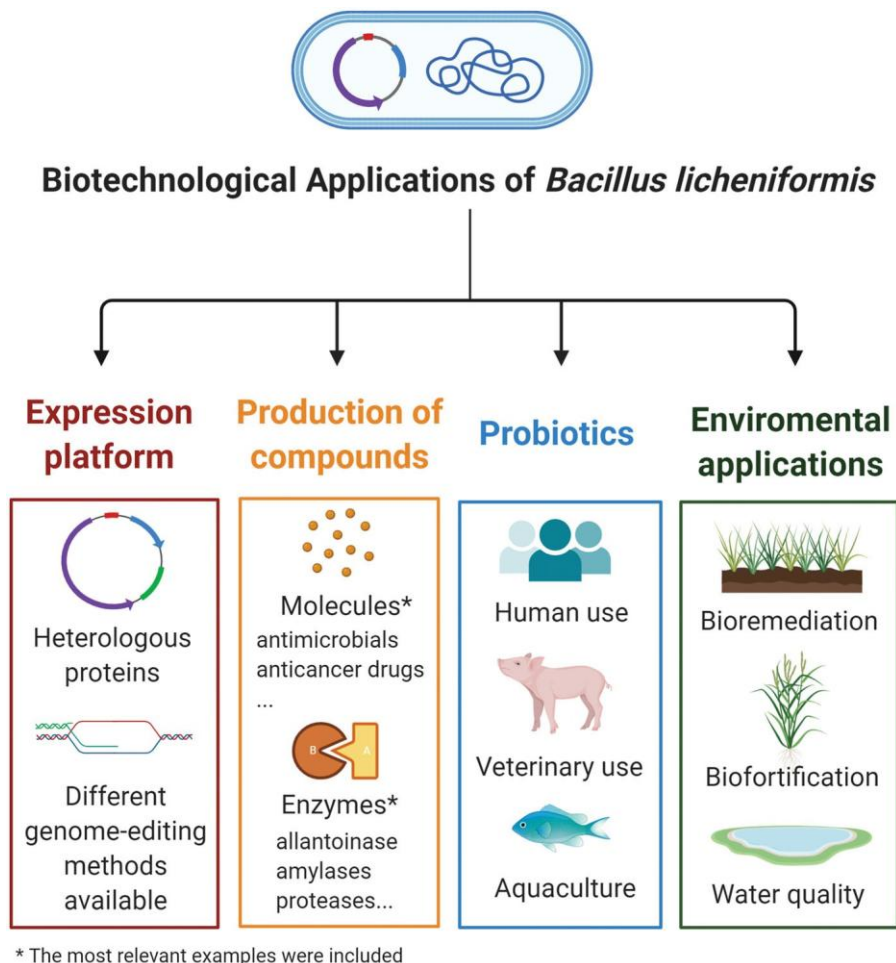 Biotechnological Applications of Bacillus licheniformis
Expression
platform
Heterologous
proteins
Different
genome-editing
methods
available
Production of
compounds
Molecules*
antimicrobials
anticancer drugs
...
B
A
Enzymes*
allantoinase
amylases
proteases...
Probiotics
Human use
Veterinary use
Aquaculture
Enviromental
applications
Bioremediation
Biofortification
Water quality
* The most relevant examples were included